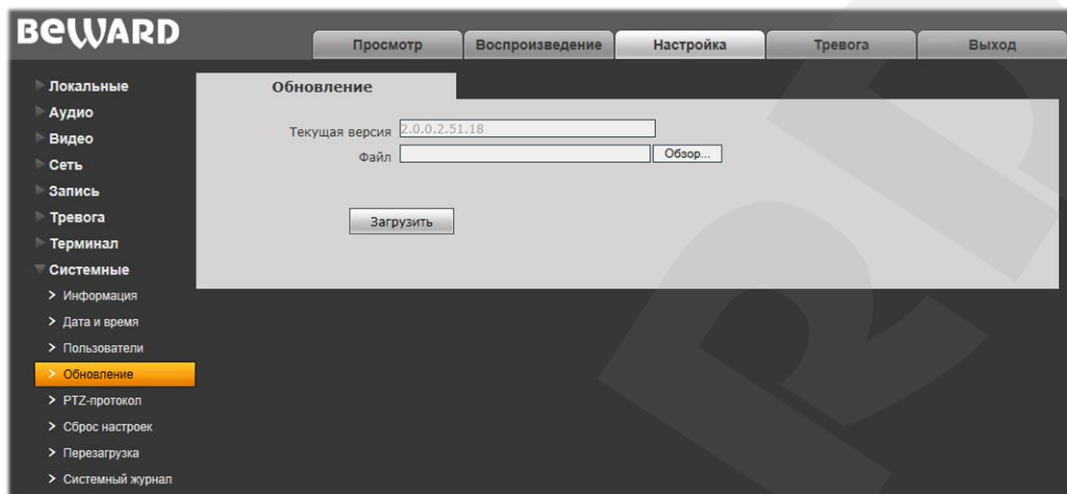 BEWARD
Просмотр
Воспроизведение
Настройка
Тревога
Выход
Локальные
Аудио
Видео
Сеть
Запись
Тревога
Терминал
Системные
Информация
Дата и время
Пользователи
Обновление
PTZ-протокол
Сброс настроек
Перезагрузка
Системный журнал
Обновление
Текущая версия 2.0.0.2.51.18
Файл Обзор...
Загрузить